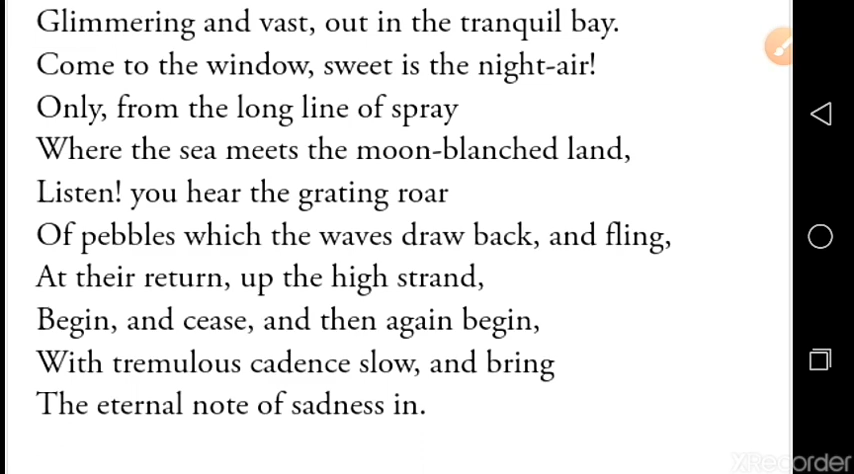 Glimmering and vast, out in the tranquil bay.
Come to the window, sweet is the night-air!
Only, from the long line of spray
Where the sea meets the moon-blanched land,
Listen! you hear the grating roar
Of pebbles which the waves draw back, and fling,
At their return, up the high strand,
Begin, and cease, and then again begin,
With tremulous cadence slow, and bring
The eternal note of sadness in.
XRecorder